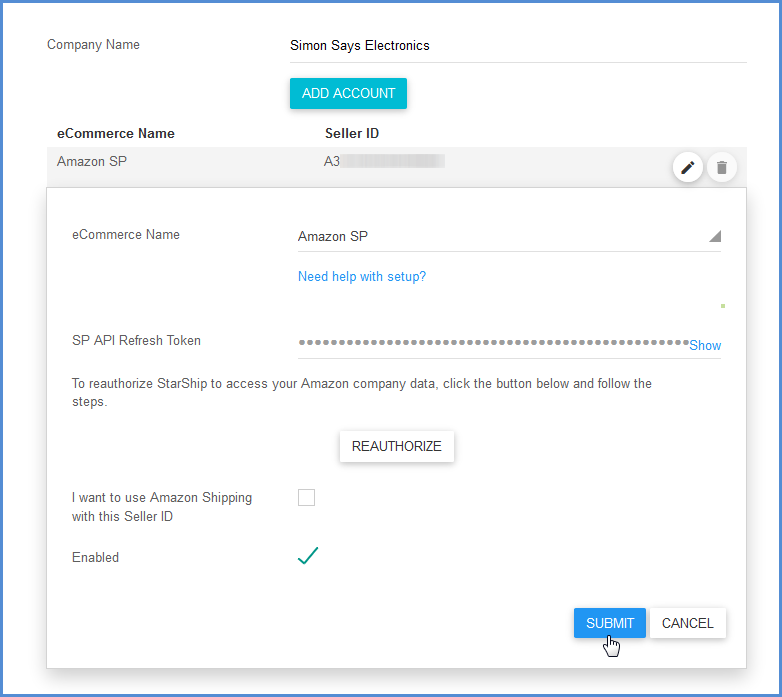 Company Name Simon Says Electronics
ADD ACCOUNT
eCommerce Name Seller ID
Amazon SP A3
eCommerce Name Amazon SP
Need help with setup?
SP API Refresh Token Show
To reauthorize StarShip to access your Amazon company data, click the button below and follow the
steps.
REAUTHORIZE
I want to use Amazon Shipping
with this Seller ID
Enabled
SUBMIT CANCEL